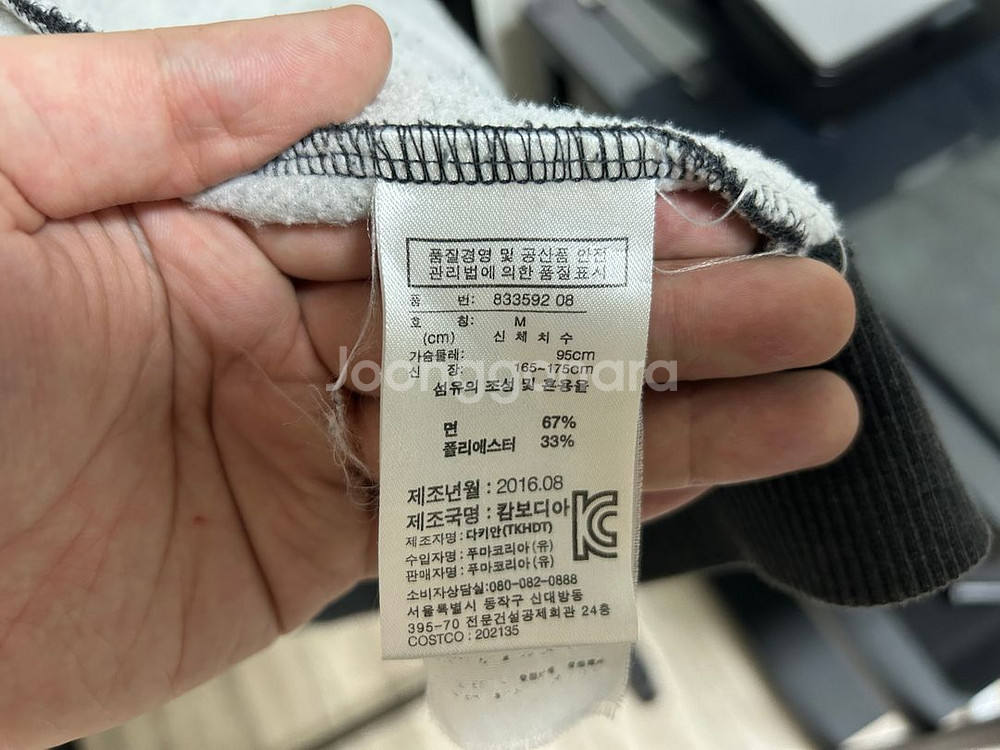 품질경영 및 공산품 안전
관리법에 의한 품질표시
품 번: 833592 08
호 칭: M
(cm) 신 체 치 수
가슴둘레: 95cm
신 장: 165~175cm
Joonggonara
섬유의 조성 및 혼용율
면 67%
폴리에스터 33%
제조년월 : 2016.08
제조국명 : 캄보디아
제조자명 : 다키안(TKHDT)
수입자명 : 푸마코리아 (유)
판매자명 : 푸마코리아 (유)
소비자상담실:080-082-0888
서울특별시 동작구 신대방동
395-70 전문건설공제회관 24층
COSTCO : 202135